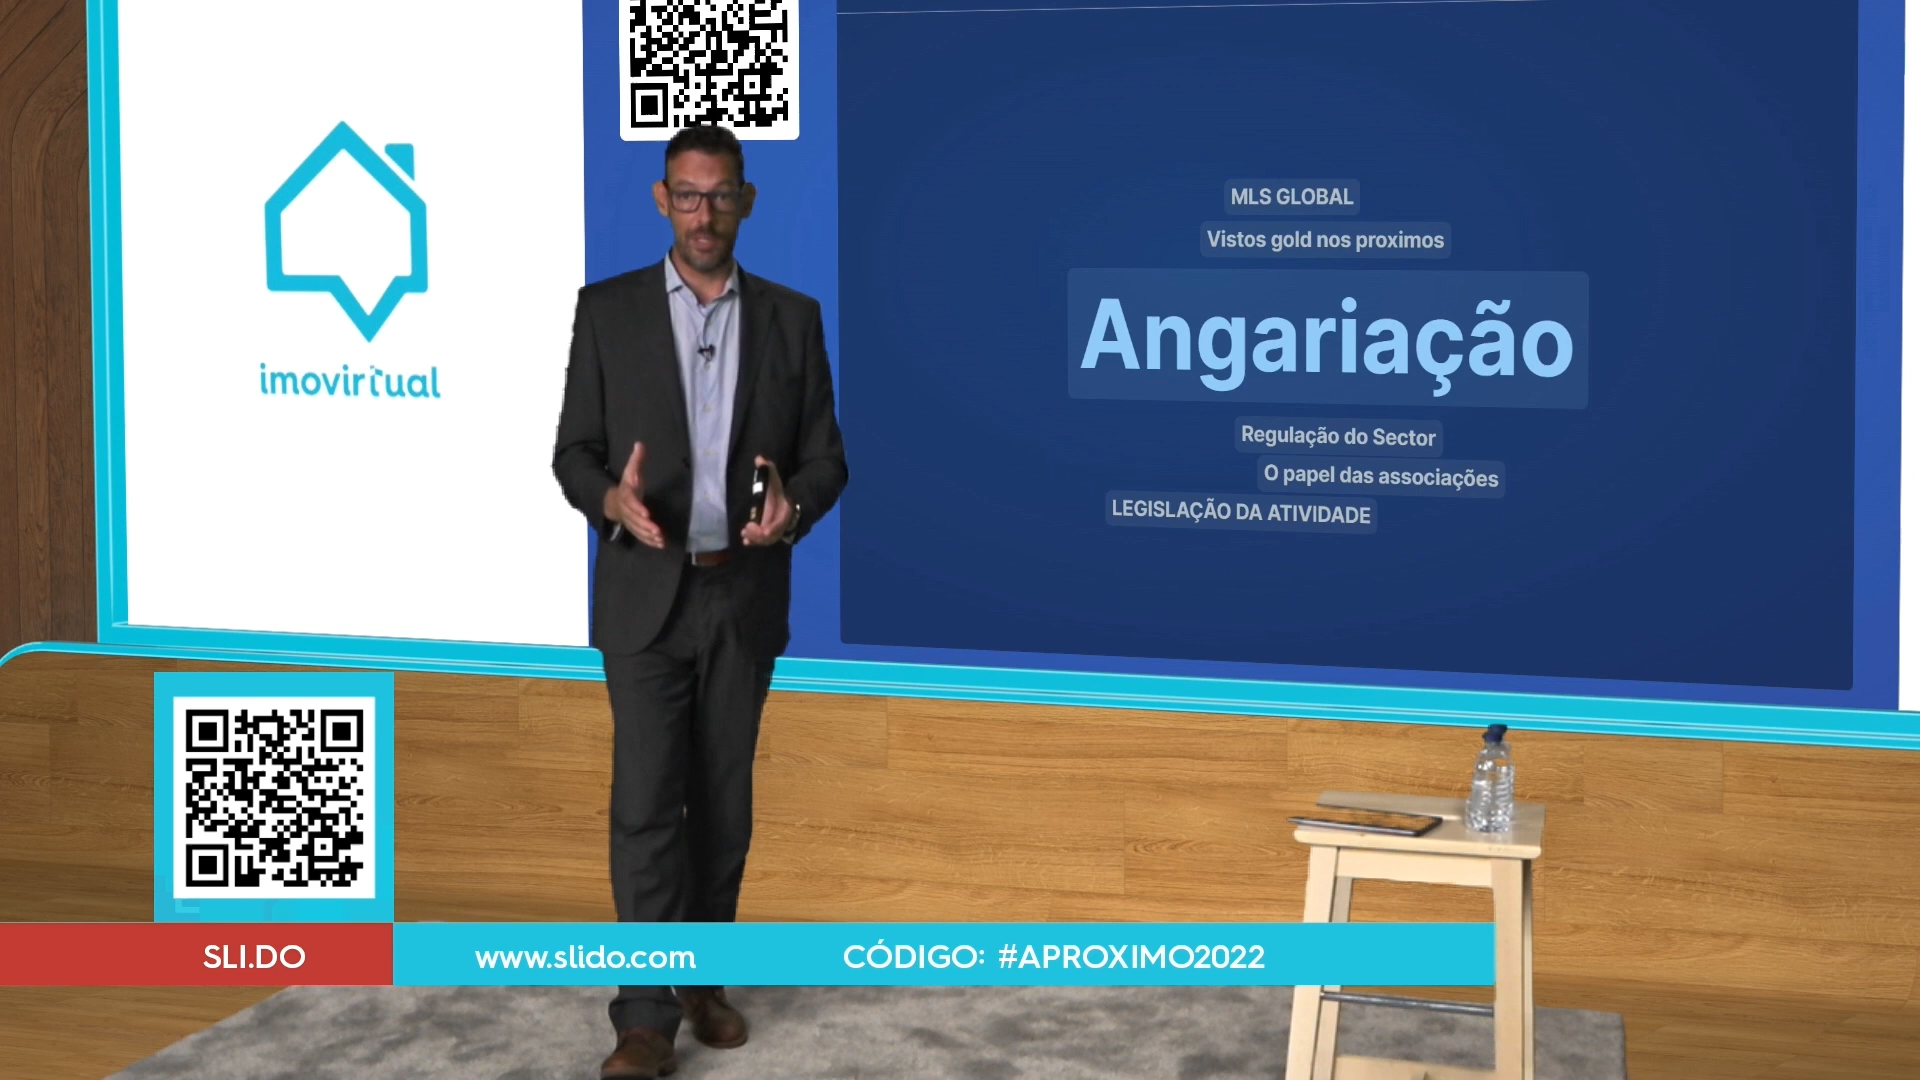 imovirtual
MLS GLOBAL
Vistos gold nos proximos
Angariação
Regulação do Sector
O papel das associações
LEGISLAÇÃO DA ATIVIDADE
SLI.DO
www.slido.com
CÓDIGO: #APROXIMO2022